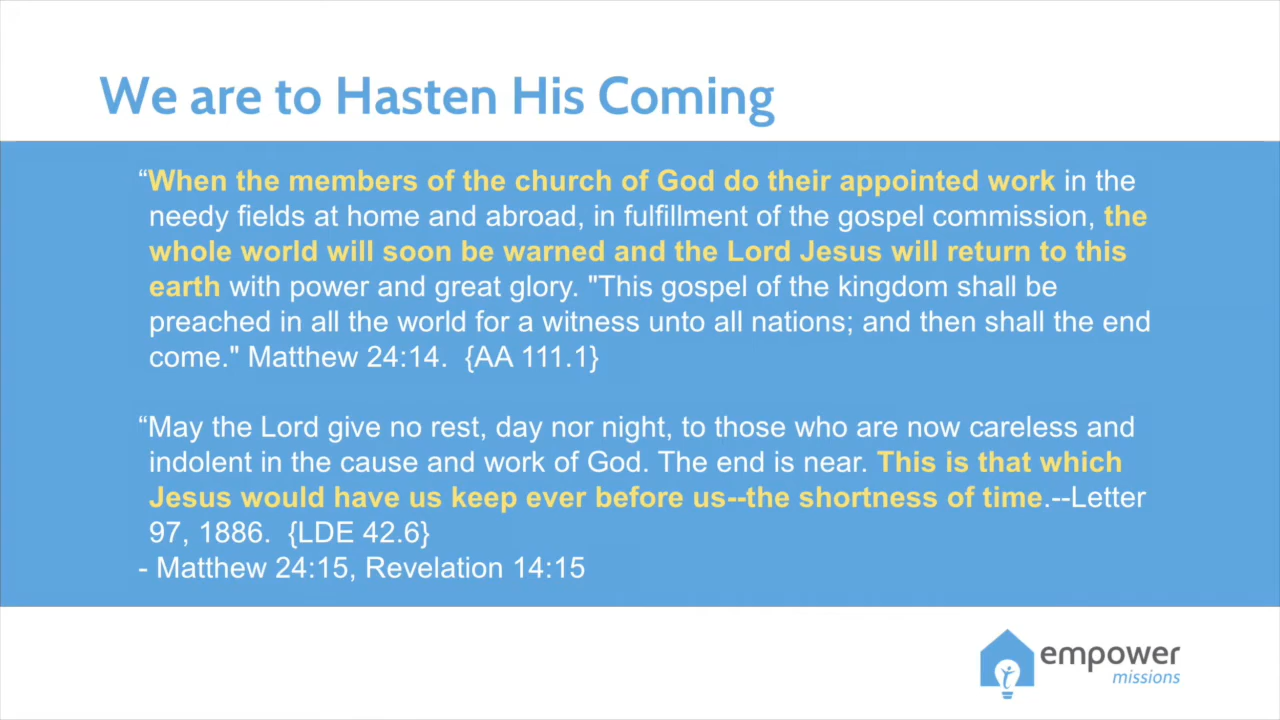 We are to Hasten His Coming
“When the members of the church of God do their appointed work in the
needy fields at home and abroad, in fulfillment of the gospel commission, the
whole world will soon be warned and the Lord Jesus will return to this
earth with power and great glory. "This gospel of the kingdom shall be
preached in all the world for a witness unto all nations; and then shall the end
come." Matthew 24:14.  {AA 111.1}
“May the Lord give no rest, day nor night, to those who are now careless and
indolent in the cause and work of God. The end is near. This is that which
Jesus would have us keep ever before us--the shortness of time.--Letter
97, 1886.  {LDE 42.6}
- Matthew 24:15, Revelation 14:15
empower
missions